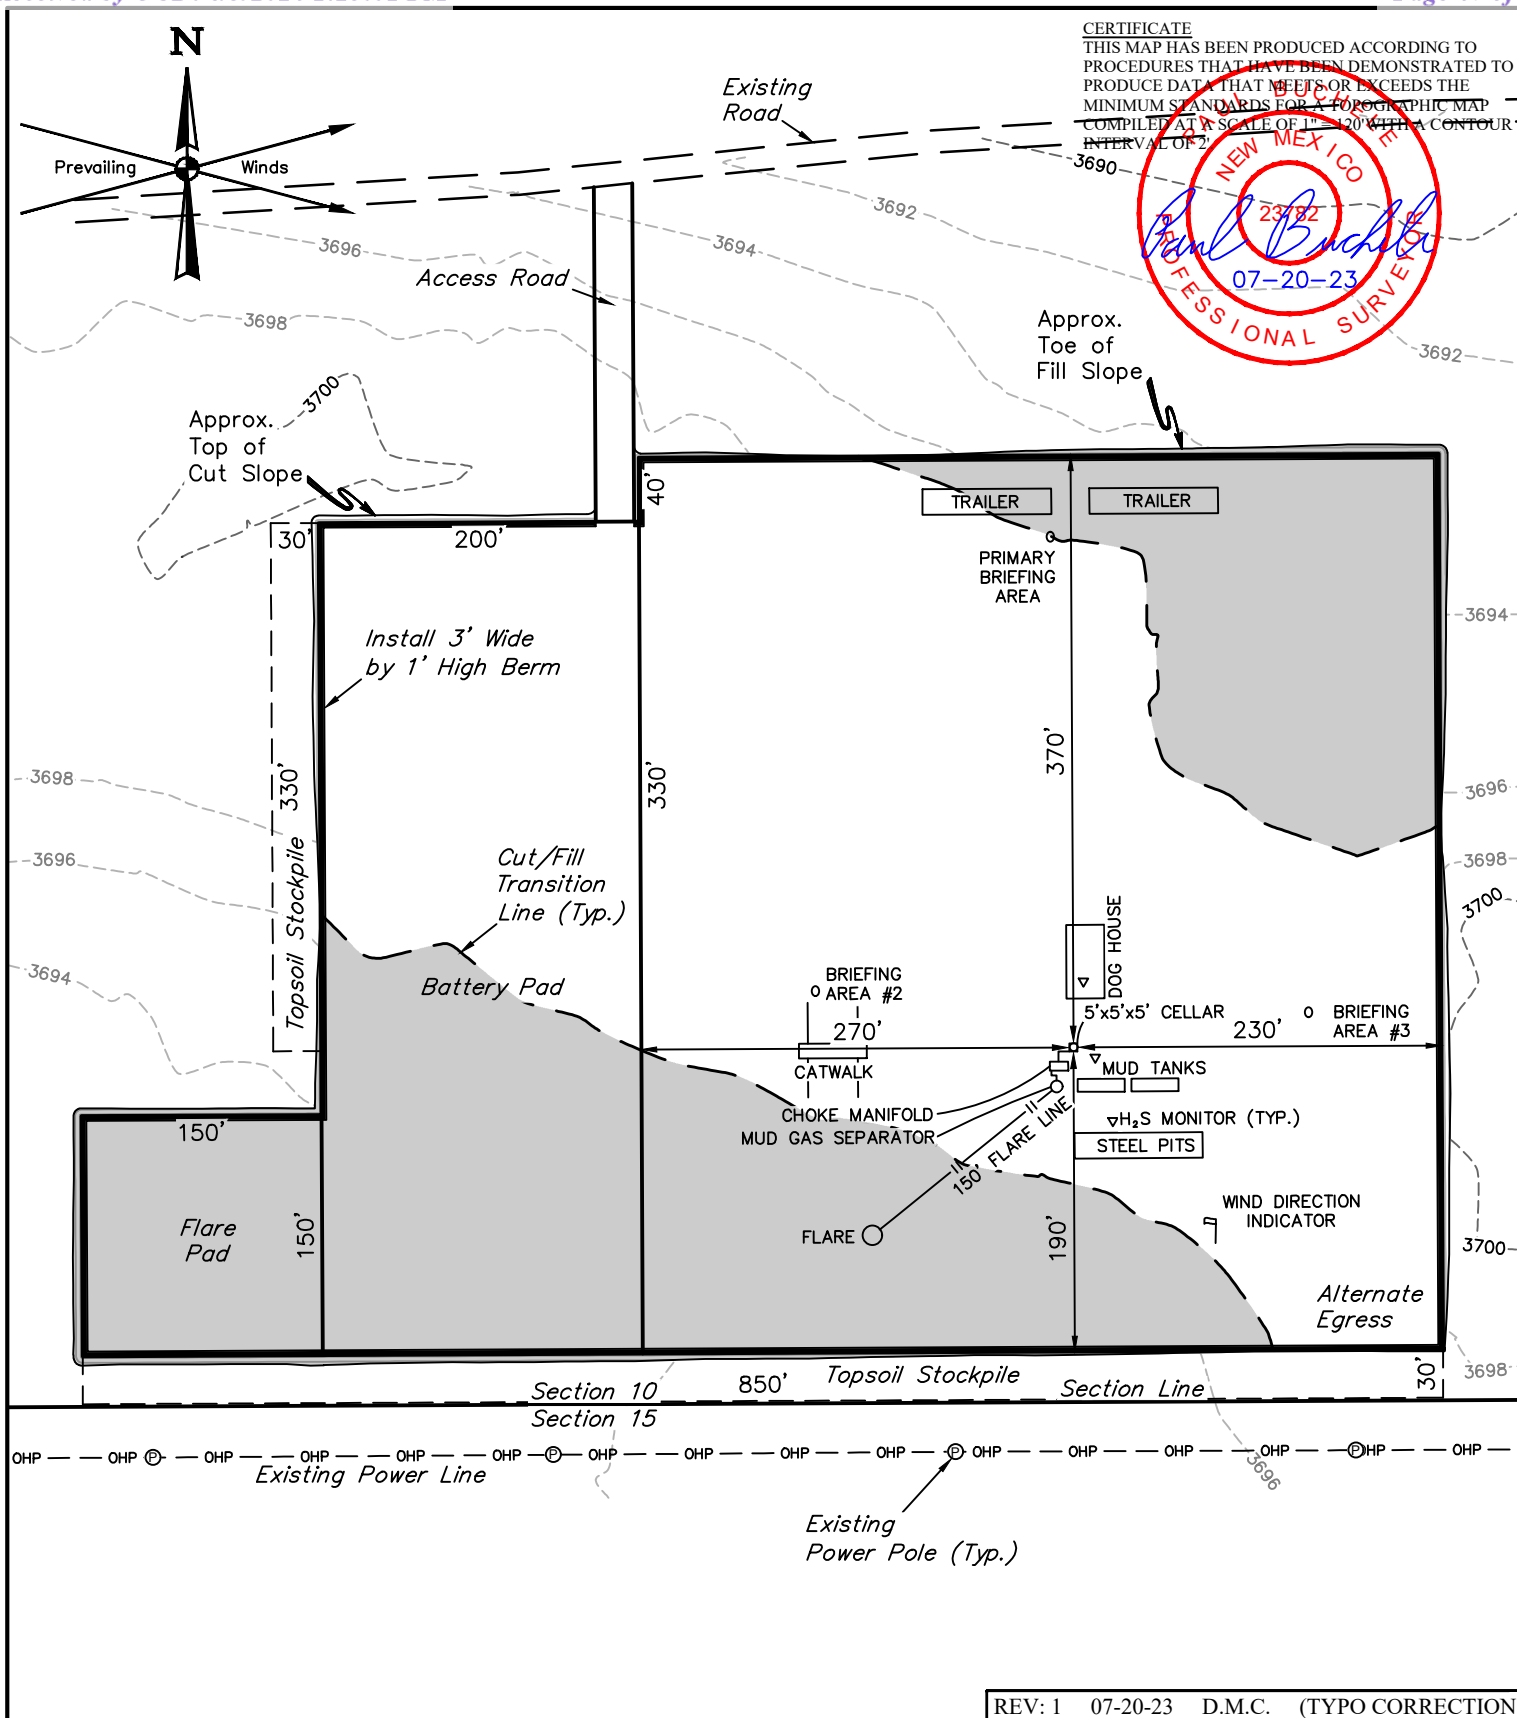 N
Prevailing Winds
CERTIFICATE
THIS MAP HAS BEEN PRODUCED ACCORDING TO
PROCEDURES THAT HAVE BEEN DEMONSTRATED TO
PRODUCE DATA THAT MEETS OR EXCEEDS THE
MINIMUM STANDARDS FOR A TOPOGRAPHIC MAP
COMPILED AT A SCALE OF 1" = 120' WITH A CONTOUR
INTERVAL OF 2'
PAUL BUCHELE
NEW MEXICO
23782
PROFESSIONAL SURVEYOR
Paul Buchele
07-20-23
Existing
Road
3690
3692
3694
3696
3698
3692
Access Road
Approx.
Toe of
Fill Slope
3700
Approx.
Top of
Cut Slope
30'
200'
40'
TRAILER
TRAILER
PRIMARY
BRIEFING
AREA
3694
Install 3' Wide
by 1' High Berm
330'
330'
370'
3698
3696
3696
3698
3700
3694
Topsoil Stockpile
Cut/Fill
Transition
Line (Typ.)
Battery Pad
DOG HOUSE
BRIEFING
AREA #2
5'x5'x5' CELLAR
BRIEFING
AREA #3
270'
230'
CATWALK
MUD TANKS
CHOKE MANIFOLD
MUD GAS SEPARATOR
150' FLARE LINE
H₂S MONITOR (TYP.)
STEEL PITS
150'
Flare
Pad
150'
FLARE
190'
WIND DIRECTION
INDICATOR
3700
Alternate
Egress
3698
30'
Topsoil Stockpile
850'
Section 10
Section Line
Section 15
OHP OHP P OHP OHP OHP OHP P OHP OHP OHP OHP P OHP OHP OHP OHP P OHP OHP
Existing Power Line
3696
Existing
Power Pole (Typ.)
REV: 1 07-20-23 D.M.C. (TYPO CORRECTION